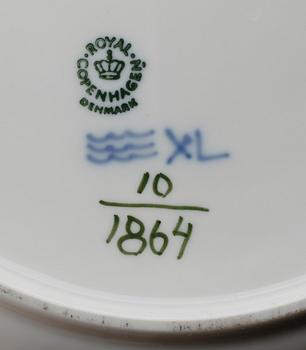 ROYAL
COPENHAGEN
DENMARK
XL
10
1864